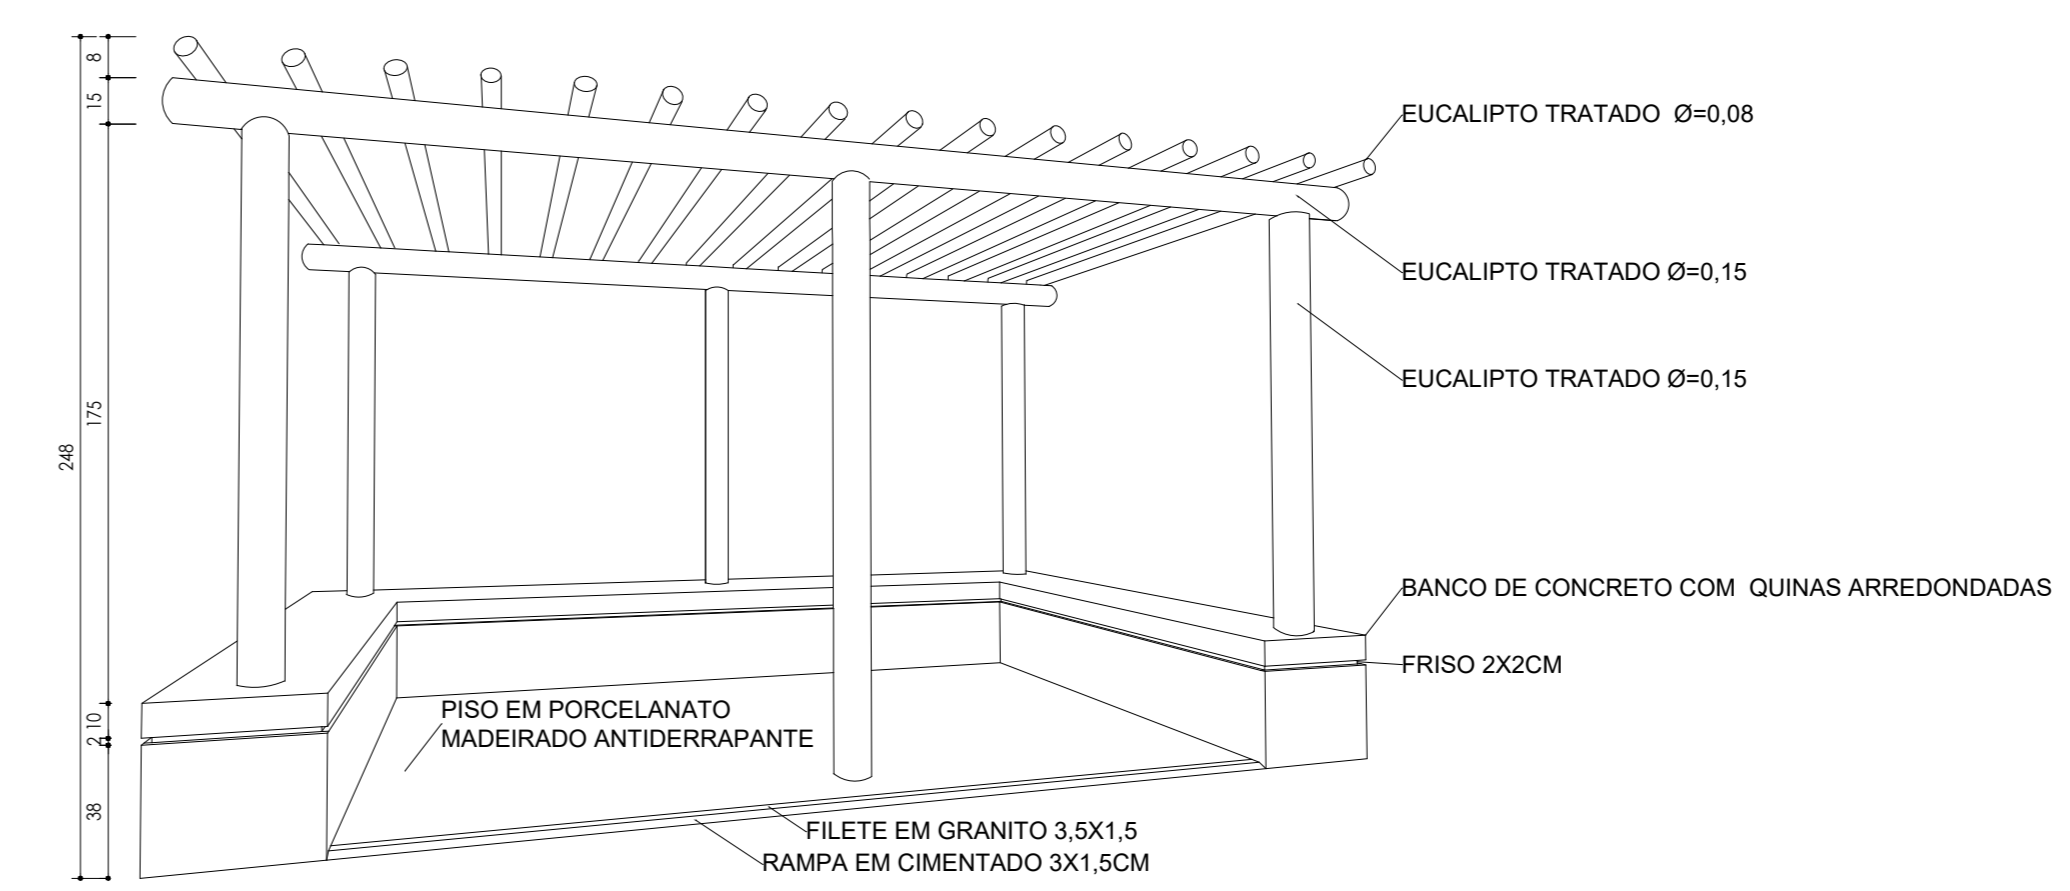 8
15
175
248
10
2
38
EUCALIPTO TRATADO Ø=0,08
EUCALIPTO TRATADO Ø=0,15
EUCALIPTO TRATADO Ø=0,15
BANCO DE CONCRETO COM QUINAS ARREDONDADAS
FRISO 2X2CM
PISO EM PORCELANATO
MADEIRADO ANTIDERRAPANTE
FILETE EM GRANITO 3,5X1,5
RAMPA EM CIMENTADO 3X1,5CM